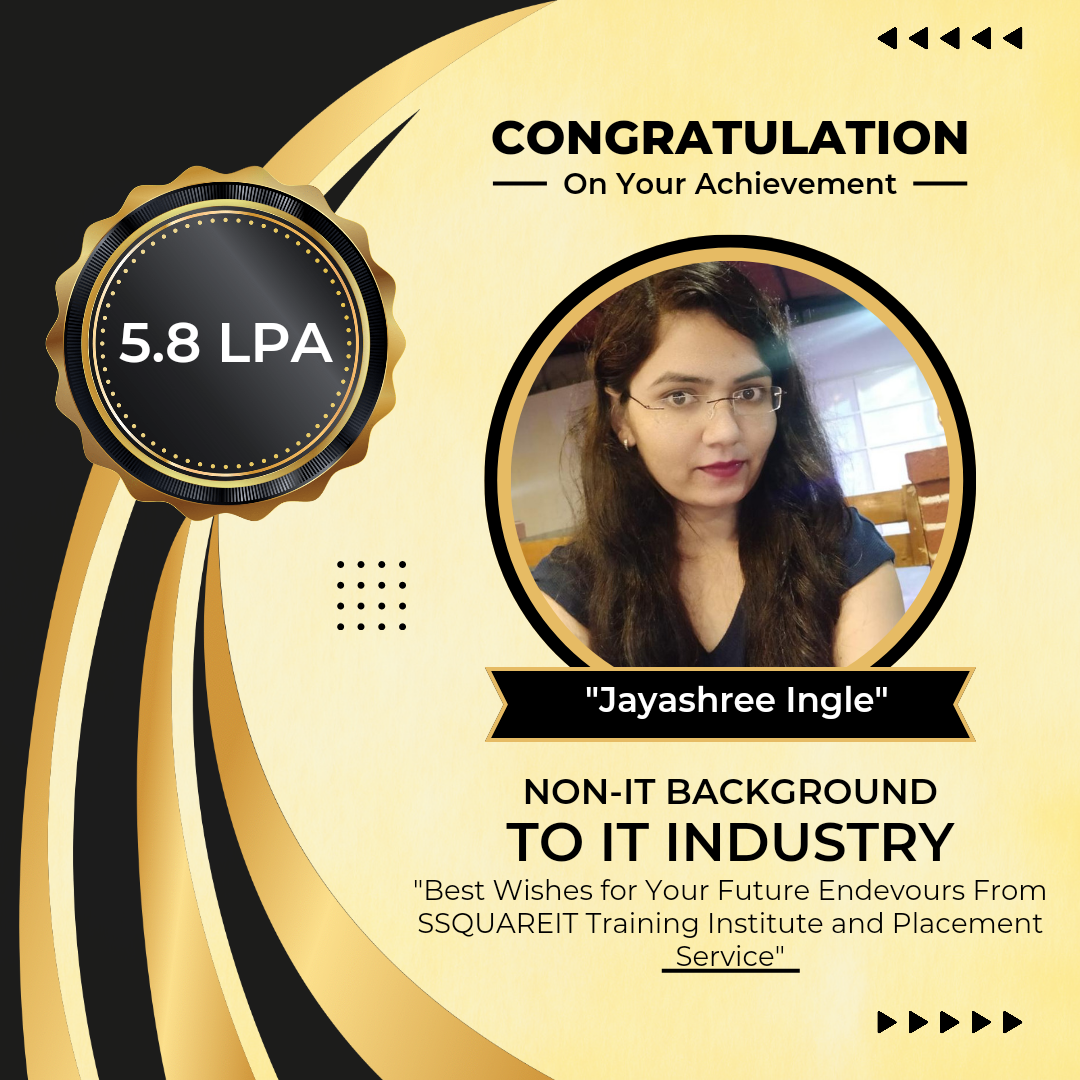 CONGRATULATION
On Your Achievement
5.8 LPA
"Jayashree Ingle"
NON-IT BACKGROUND
TO IT INDUSTRY
"Best Wishes for Your Future Endevours From
SSQUAREIT Training Institute and Placement
Service"